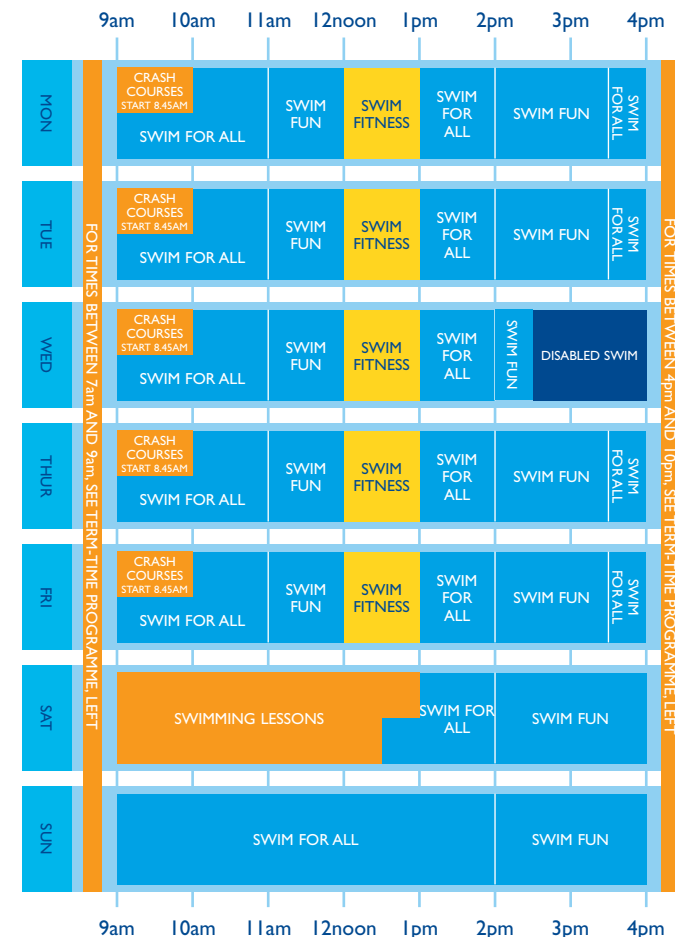 9am 10am 11am 12noon 1pm 2pm 3pm 4pm
FOR TIMES BETWEEN 7am AND 9am, SEE TERM-TIME PROGRAMME, LEFT
MON
CRASH
COURSES
START 8.45AM
SWIM FOR ALL
SWIM
FUN
SWIM
FITNESS
SWIM
FOR
ALL
SWIM FUN
SWIM
FOR ALL
TUE
CRASH
COURSES
START 8.45AM
SWIM FOR ALL
SWIM
FUN
SWIM
FITNESS
SWIM
FOR
ALL
SWIM FUN
SWIM
FOR ALL
WED
CRASH
COURSES
START 8.45AM
SWIM FOR ALL
SWIM
FUN
SWIM
FITNESS
SWIM
FOR
ALL
SWIM FUN
DISABLED SWIM
THUR
CRASH
COURSES
START 8.45AM
SWIM FOR ALL
SWIM
FUN
SWIM
FITNESS
SWIM
FOR
ALL
SWIM FUN
SWIM
FOR ALL
FRI
CRASH
COURSES
START 8.45AM
SWIM FOR ALL
SWIM
FUN
SWIM
FITNESS
SWIM
FOR
ALL
SWIM FUN
SWIM
FOR ALL
SAT
SWIMMING LESSONS
SWIM FOR
ALL
SWIM FUN
SUN
SWIM FOR ALL
SWIM FUN
FOR TIMES BETWEEN 4pm AND 10pm, SEE TERM-TIME PROGRAMME, LEFT
9am 10am 11am 12noon 1pm 2pm 3pm 4pm